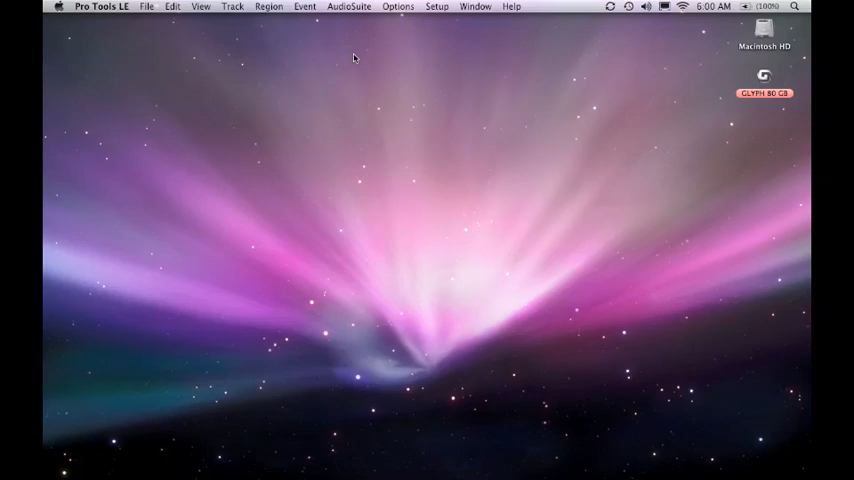 Pro Tools LE File Edit View Track Region Event AudioSuite Options Setup Window Help 6:00 AM (100%)
Macintosh HD
GLYPH 80 GB